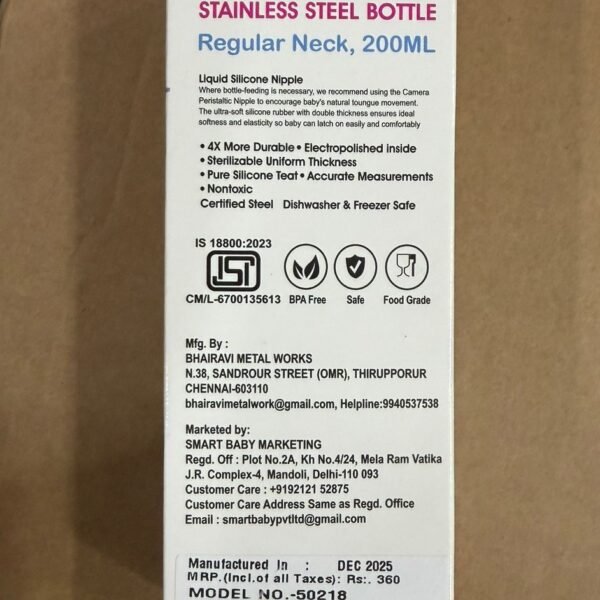 STAINLESS STEEL BOTTLE
Regular Neck, 200ML
Liquid Silicone Nipple
Where bottle-feeding is necessary, we recommend using the Camera
Peristaltic Nipple to encourage baby's natural toungue movement.
The ultra-soft silicone rubber with double thickness ensures ideal
softness and elasticity so baby can latch on easily and comfortably
• 4X More Durable • Electropolished inside
• Sterilizable Uniform Thickness
• Pure Silicone Teat • Accurate Measurements
• Nontoxic
Certified Steel Dishwasher & Freezer Safe
IS 18800:2023
ISI
CM/L-6700135613
BPA Free
Safe
Food Grade
Mfg. By :
BHAIRAVI METAL WORKS
N.38, SANDROUR STREET (OMR), THIRUPPORUR
CHENNAI-603110
bhairavimetalwork@gmail.com, Helpline:9940537538
Marketed by:
SMART BABY MARKETING
Regd. Off : Plot No.2A, Kh No.4/24, Mela Ram Vatika
J.R. Complex-4, Mandoli, Delhi-110 093
Customer Care : +9192121 52875
Customer Care Address Same as Regd. Office
Email : smartbabypvtltd@gmail.com
Manufactured In : DEC 2025
MRP.(Incl.of all Taxes): Rs:. 360
MODEL NO.-50218